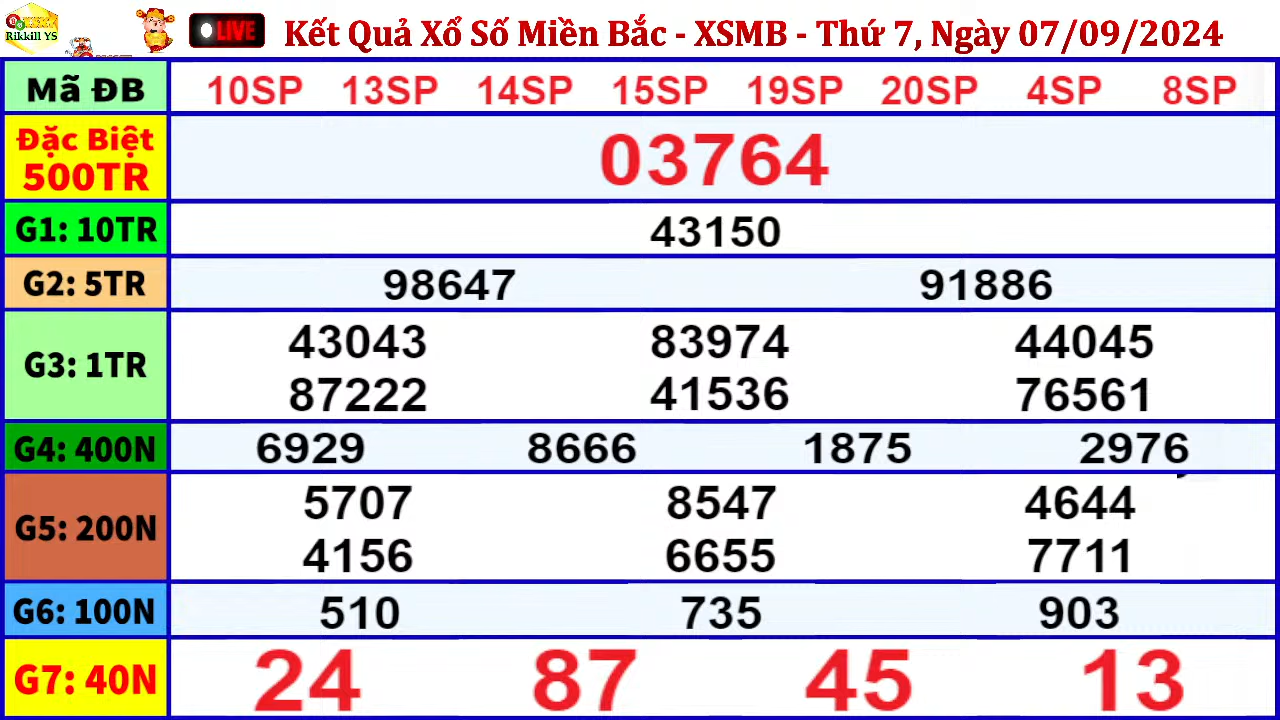 Rikkill YS
LIVE
Kết Quả Xổ Số Miền Bắc - XSMB - Thứ 7, Ngày 07/09/2024
Mã ĐB 10SP 13SP 14SP 15SP 19SP 20SP 4SP 8SP
Đặc Biệt
500TR
03764
G1: 10TR 43150
G2: 5TR 98647 91886
G3: 1TR
43043 83974 44045
87222 41536 76561
G4: 400N 6929 8666 1875 2976
G5: 200N
5707 8547 4644
4156 6655 7711
G6: 100N 510 735 903
G7: 40N 24 87 45 13